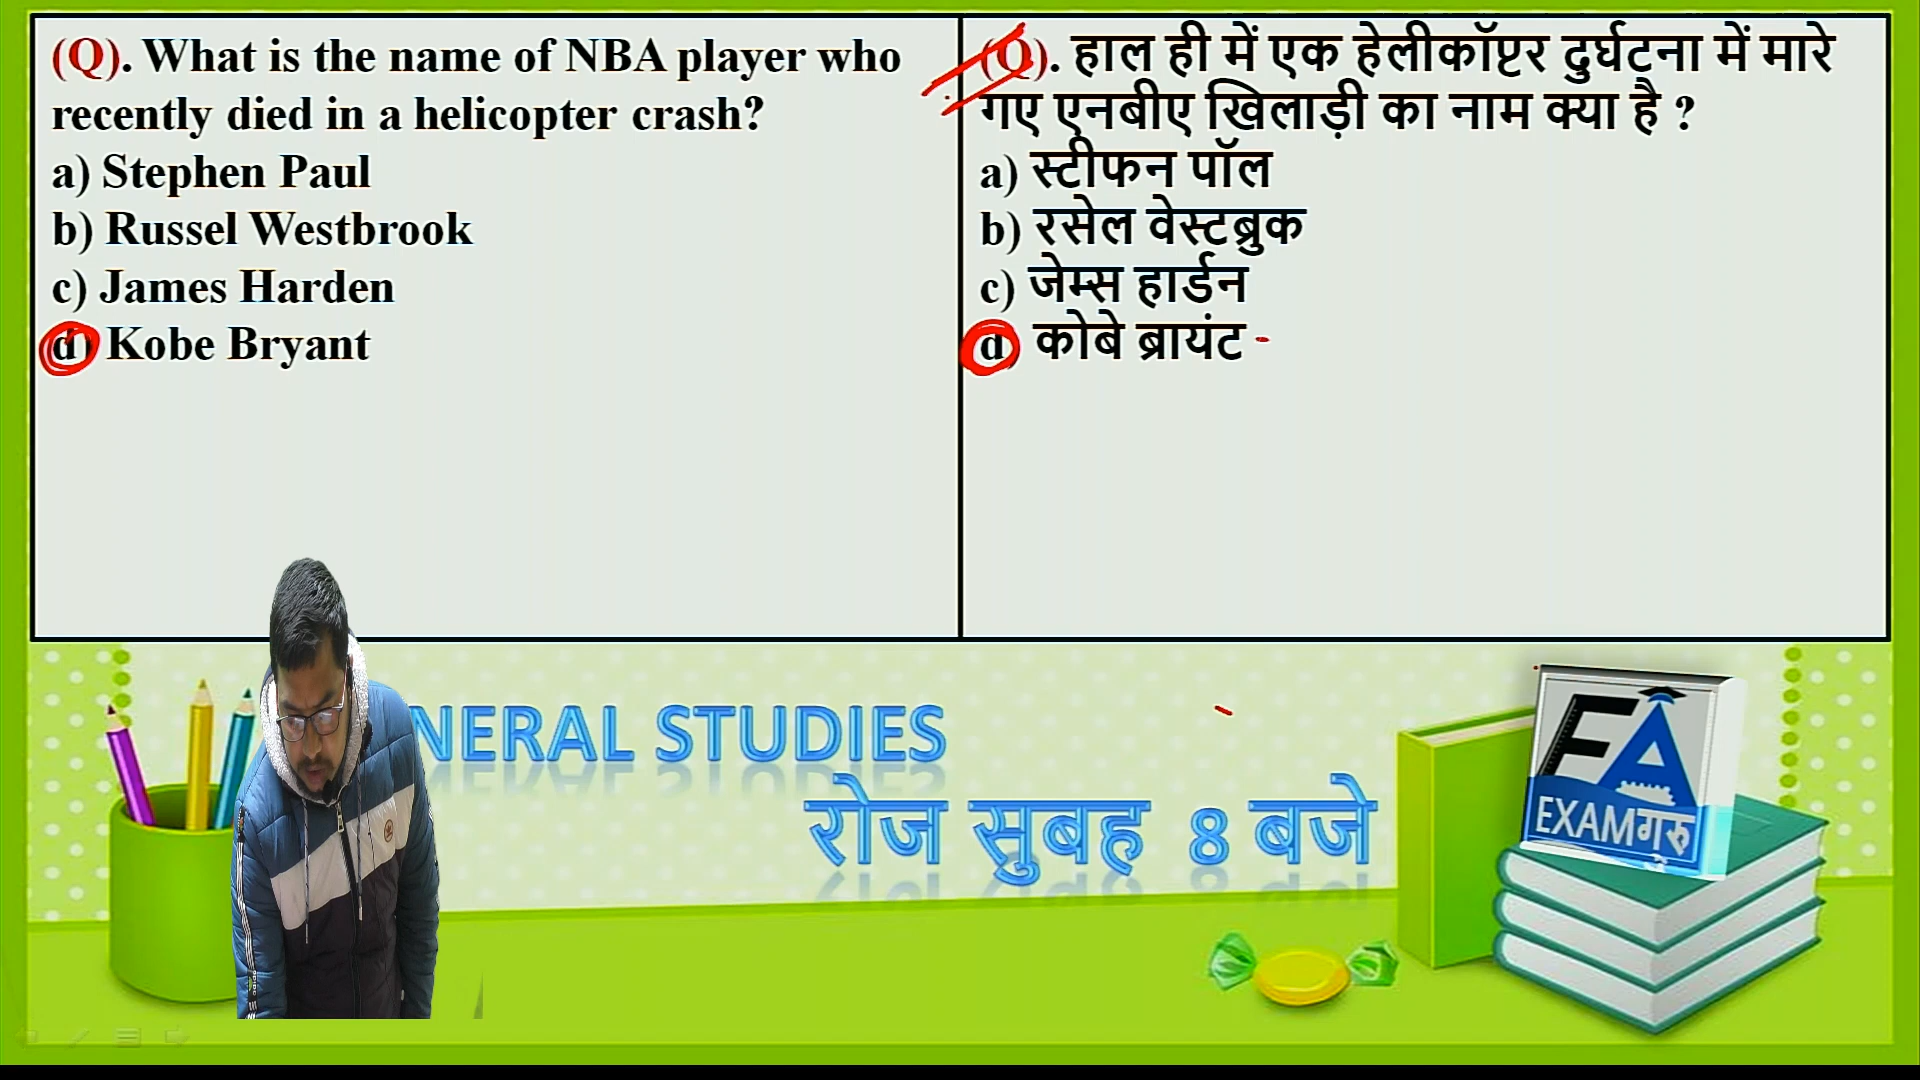 (Q). What is the name of NBA player who
recently died in a helicopter crash?
a) Stephen Paul
b) Russel Westbrook
c) James Harden
d) Kobe Bryant
(Q). हाल ही में एक हेलीकॉप्टर दुर्घटना में मारे
गए एनबीए खिलाड़ी का नाम क्या है ?
a) स्टीफन पॉल
b) रसेल वेस्टब्रुक
c) जेम्स हार्डन
d) कोबे ब्रायंट
NERAL STUDIES
रोज सुबह 8 बजे
EA
EXAMगुरु